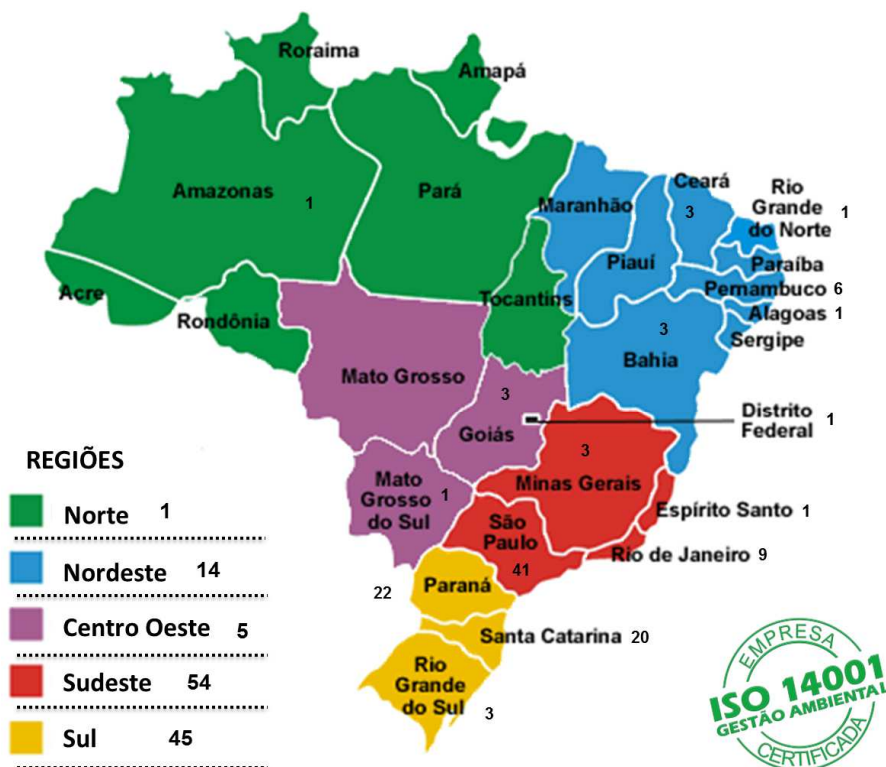 Roraima
Amapá
Amazonas 1
Pará
Maranhão
Ceará
3
Rio
Grande 1
do Norte
Piauí
Paraíba
Pernambuco 6
Alagoas 1
Sergipe
Acre
Rondônia
Tocantins
3
Bahia
Mato Grosso
3
Goiás
Distrito
Federal 1
3
Minas Gerais
Mato
Grosso 1
do Sul
Espírito Santo 1
São
Paulo
41
Rio de Janeiro 9
22 Paraná
Santa Catarina 20
Rio
Grande
do Sul 3
REGIÕES
Norte 1
Nordeste 14
Centro Oeste 5
Sudeste 54
Sul 45
EMPRESA
ISO 14001
GESTÃO AMBIENTAL
CERTIFICADA